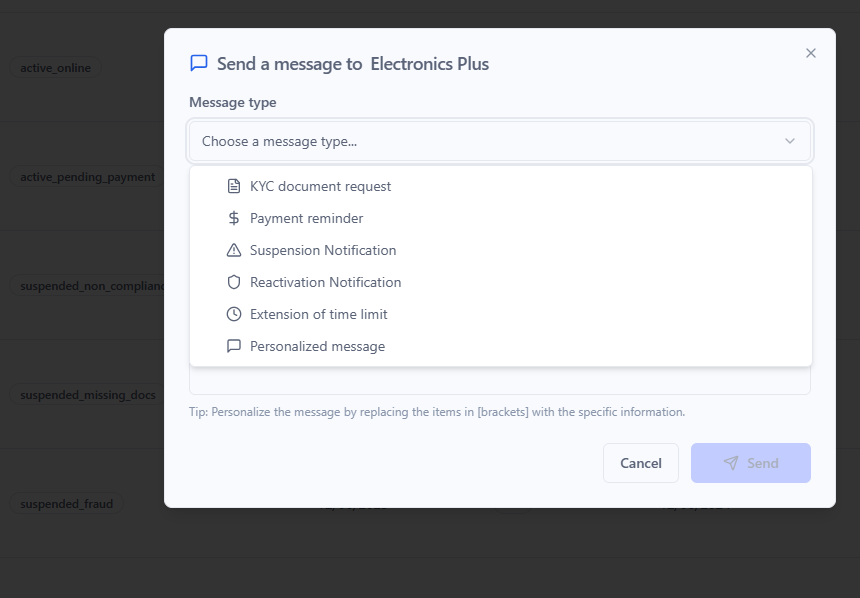 active_online
Send a message to Electronics Plus
Message type
Choose a message type...
active_pending_payment
KYC document request
Payment reminder
Suspension Notification
Reactivation Notification
suspended_non_complianc
Extension of time limit
Personalized message
suspended_missing_docs
Tip: Personalize the message by replacing the items in [brackets] with the specific information.
Cancel
Send
suspended_fraud